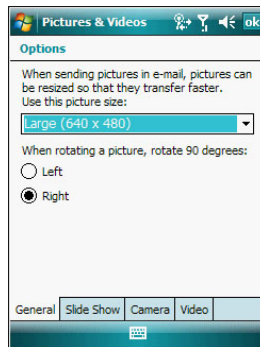 Pictures & Videos ok
Options
When sending pictures in e-mail, pictures can
be resized so that they transfer faster.
Use this picture size:
Large (640 x 480)
When rotating a picture, rotate 90 degrees:
Left
Right
General Slide Show Camera Video